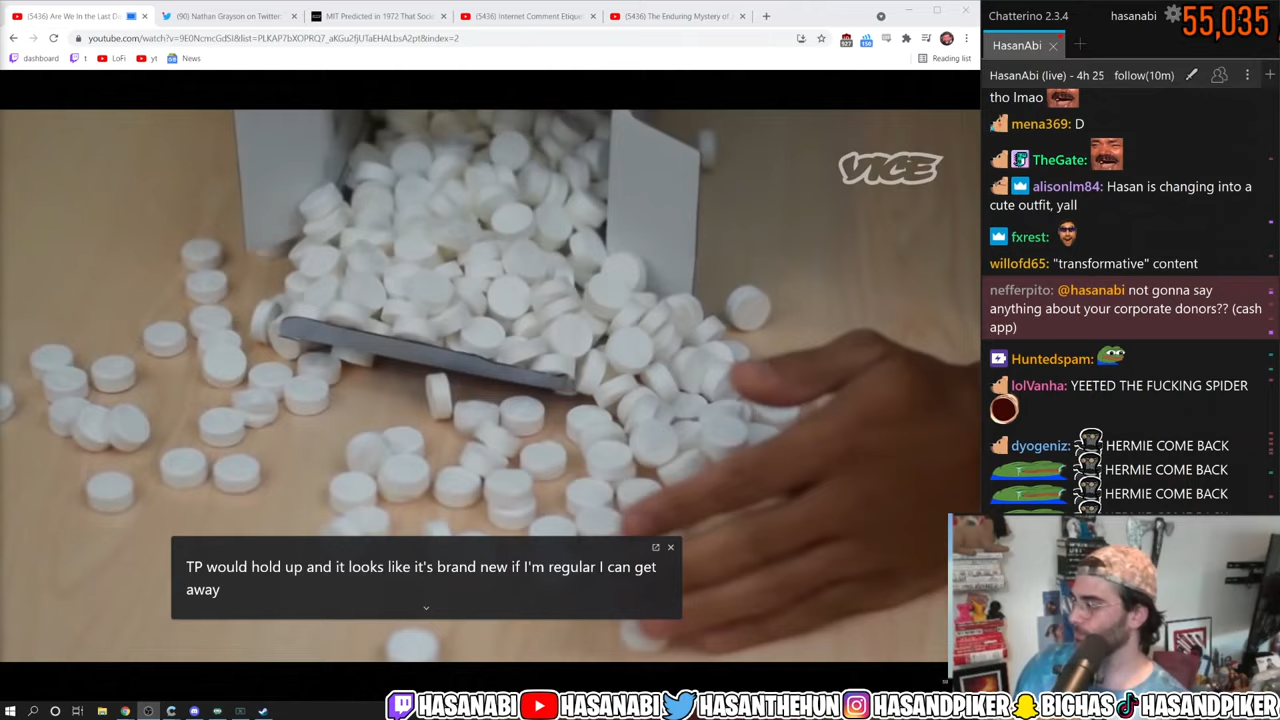 (5436) Are We In the Last Da
(90) Nathan Grayson on Twitter:
MIT Predicted in 1972 That Soci
(5436) Internet Comment Etique
(5436) The Enduring Mystery of
youtube.com/watch?v=9E0NcmcGdSI&list=PLKAP7bXOPRQ7_aKGu2fjUTaEHALbsA2pt&index=2
927
158
dashboard
t
LoFi
yt
News
Reading list
VICE
TP would hold up and it looks like it's brand new if I'm regular I can get
away
Chatterino 2.3.4
hasanabi
55,035
HasanAbi
HasanAbi (live) - 4h 25
follow(10m)
tho lmao
mena369: D
TheGate:
alisonlm84: Hasan is changing into a
cute outfit, yall
fxrest:
willofd65: "transformative" content
nefferpito: @hasanabi not gonna say
anything about your corporate donors?? (cash
app)
Huntedspam:
lolVanha: YEETED THE FUCKING SPIDER
dyogeniz: HERMIE COME BACK
HERMIE COME BACK
HERMIE COME BACK
HASANABI
HASANABI
HASANTHEHUN
HASANDPIKER
BIGHAS
HASANDPIKER